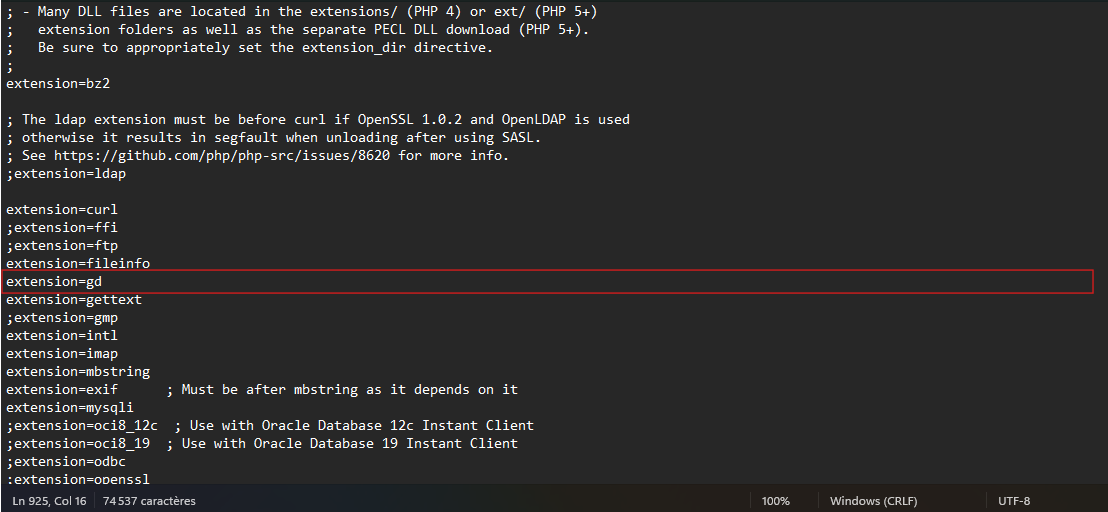 ; - Many DLL files are located in the extensions/ (PHP 4) or ext/ (PHP 5+)
;   extension folders as well as the separate PECL DLL download (PHP 5+).
;   Be sure to appropriately set the extension_dir directive.
;
extension=bz2

; The ldap extension must be before curl if OpenSSL 1.0.2 and OpenLDAP is used
; otherwise it results in segfault when unloading after using SASL.
; See https://github.com/php/php-src/issues/8620 for more info.
;extension=ldap

extension=curl
;extension=ffi
;extension=ftp
extension=fileinfo
extension=gd
extension=gettext
;extension=gmp
extension=intl
extension=imap
extension=mbstring
extension=exif      ; Must be after mbstring as it depends on it
extension=mysqli
;extension=oci8_12c  ; Use with Oracle Database 12c Instant Client
;extension=oci8_19  ; Use with Oracle Database 19 Instant Client
;extension=odbc
;extension=openssl
Ln 925, Col 16 74 537 caractères 100% Windows (CRLF) UTF-8